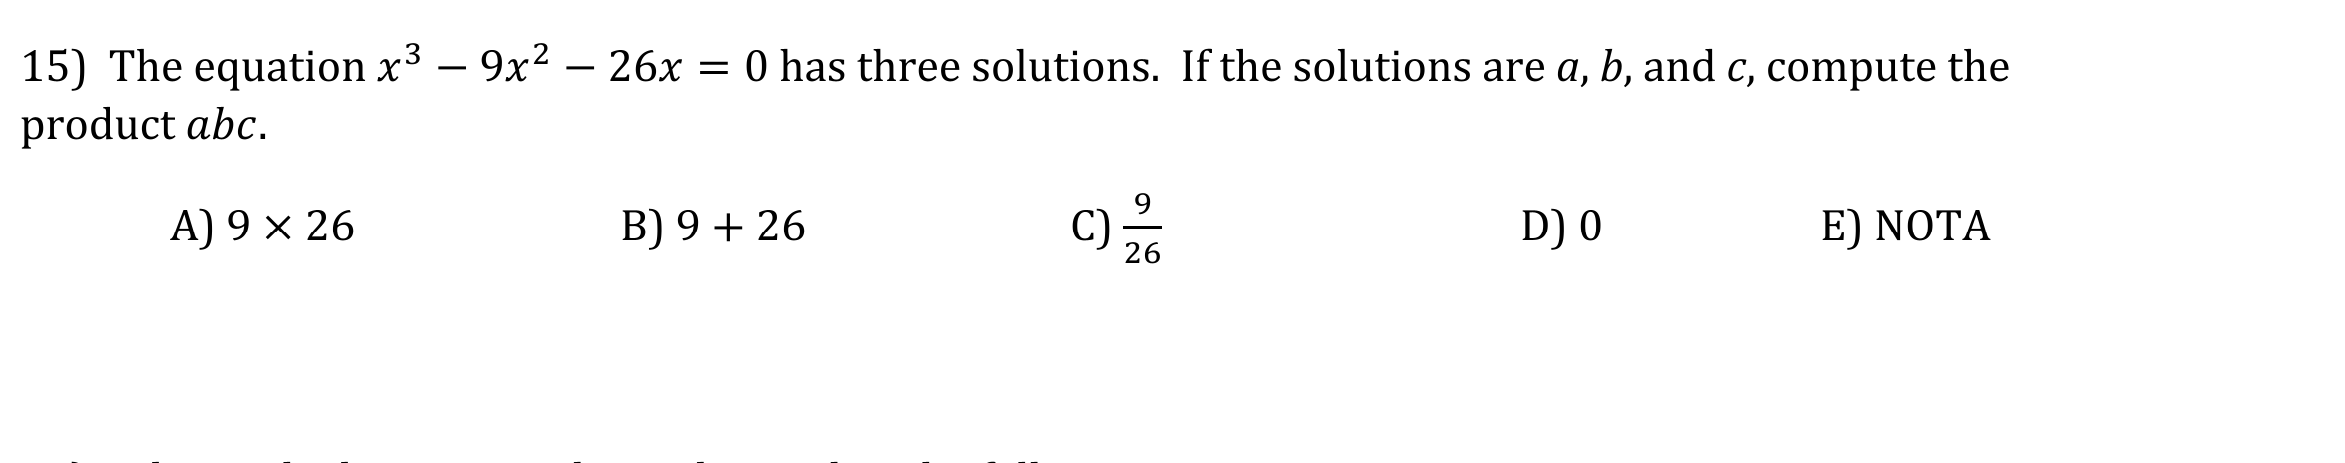 15) The equation x³ − 9x² − 26x = 0 has three solutions. If the solutions are a, b, and c, compute the
product abc.
A) 9 × 26 B) 9 + 26 C) 9/26 D) 0 E) NOTA